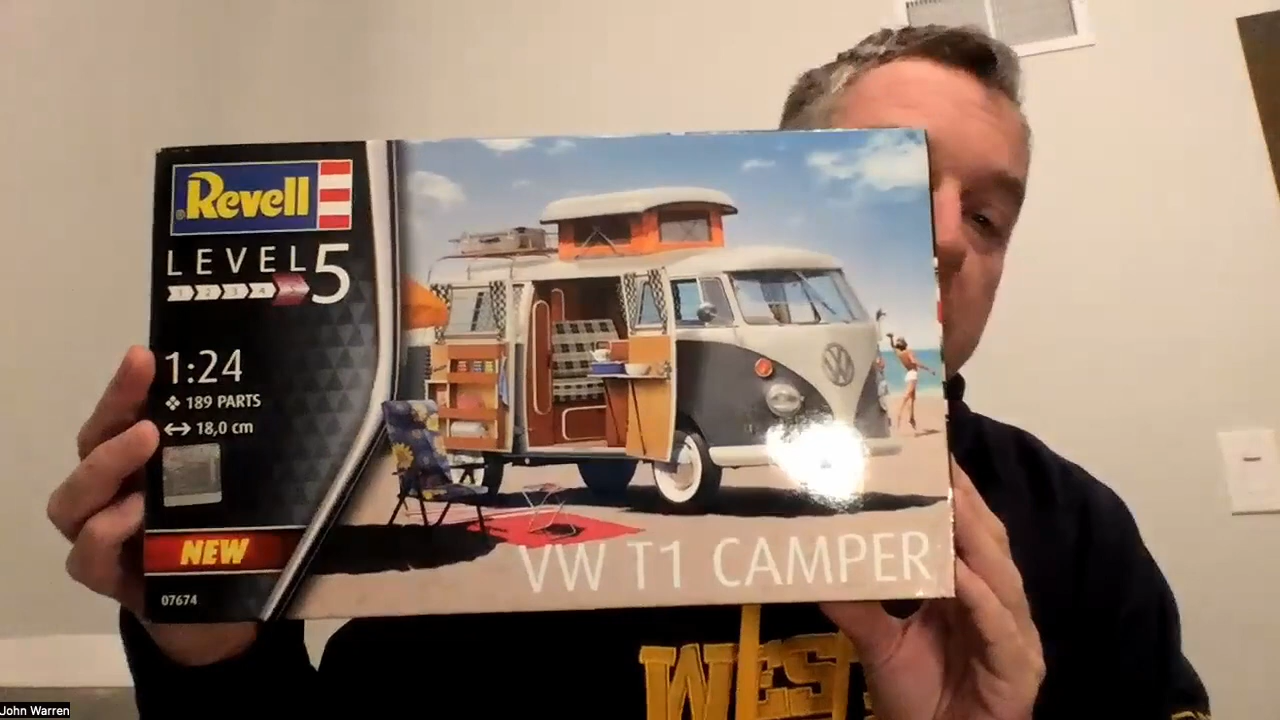 Revell
LEVEL 5
1 2 3 4
1:24
189 PARTS
18,0 cm
NEW
07674
VW T1 CAMPER
WEST
John Warren